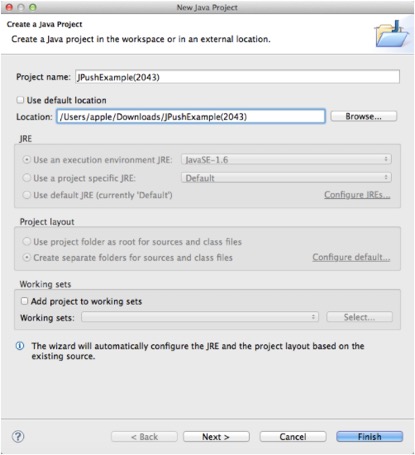 New Java Project
Create a Java Project
Create a Java project in the workspace or in an external location.
Project name: JPushExample(2043)
Use default location
Location: /Users/apple/Downloads/JPushExample(2043) Browse...
JRE
Use an execution environment JRE: JavaSE-1.6
Use a project specific JRE: Default
Use default JRE (currently 'Default') Configure JREs...
Project layout
Use project folder as root for sources and class files
Create separate folders for sources and class files Configure default...
Working sets
Add project to working sets
Working sets: Select...
The wizard will automatically configure the JRE and the project layout based on the
existing source.
? < Back Next > Cancel Finish